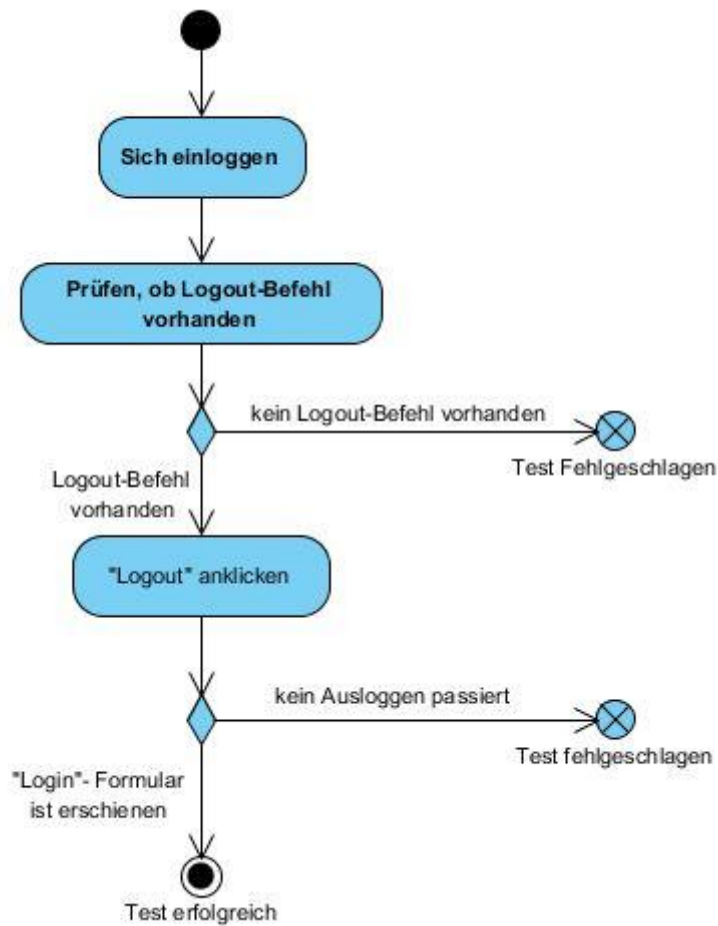 Sich einloggen
Prüfen, ob Logout-Befehl
vorhanden
kein Logout-Befehl vorhanden
Test Fehlgeschlagen
Logout-Befehl
vorhanden
"Logout" anklicken
kein Ausloggen passiert
Test fehlgeschlagen
"Login"- Formular
ist erschienen
Test erfolgreich